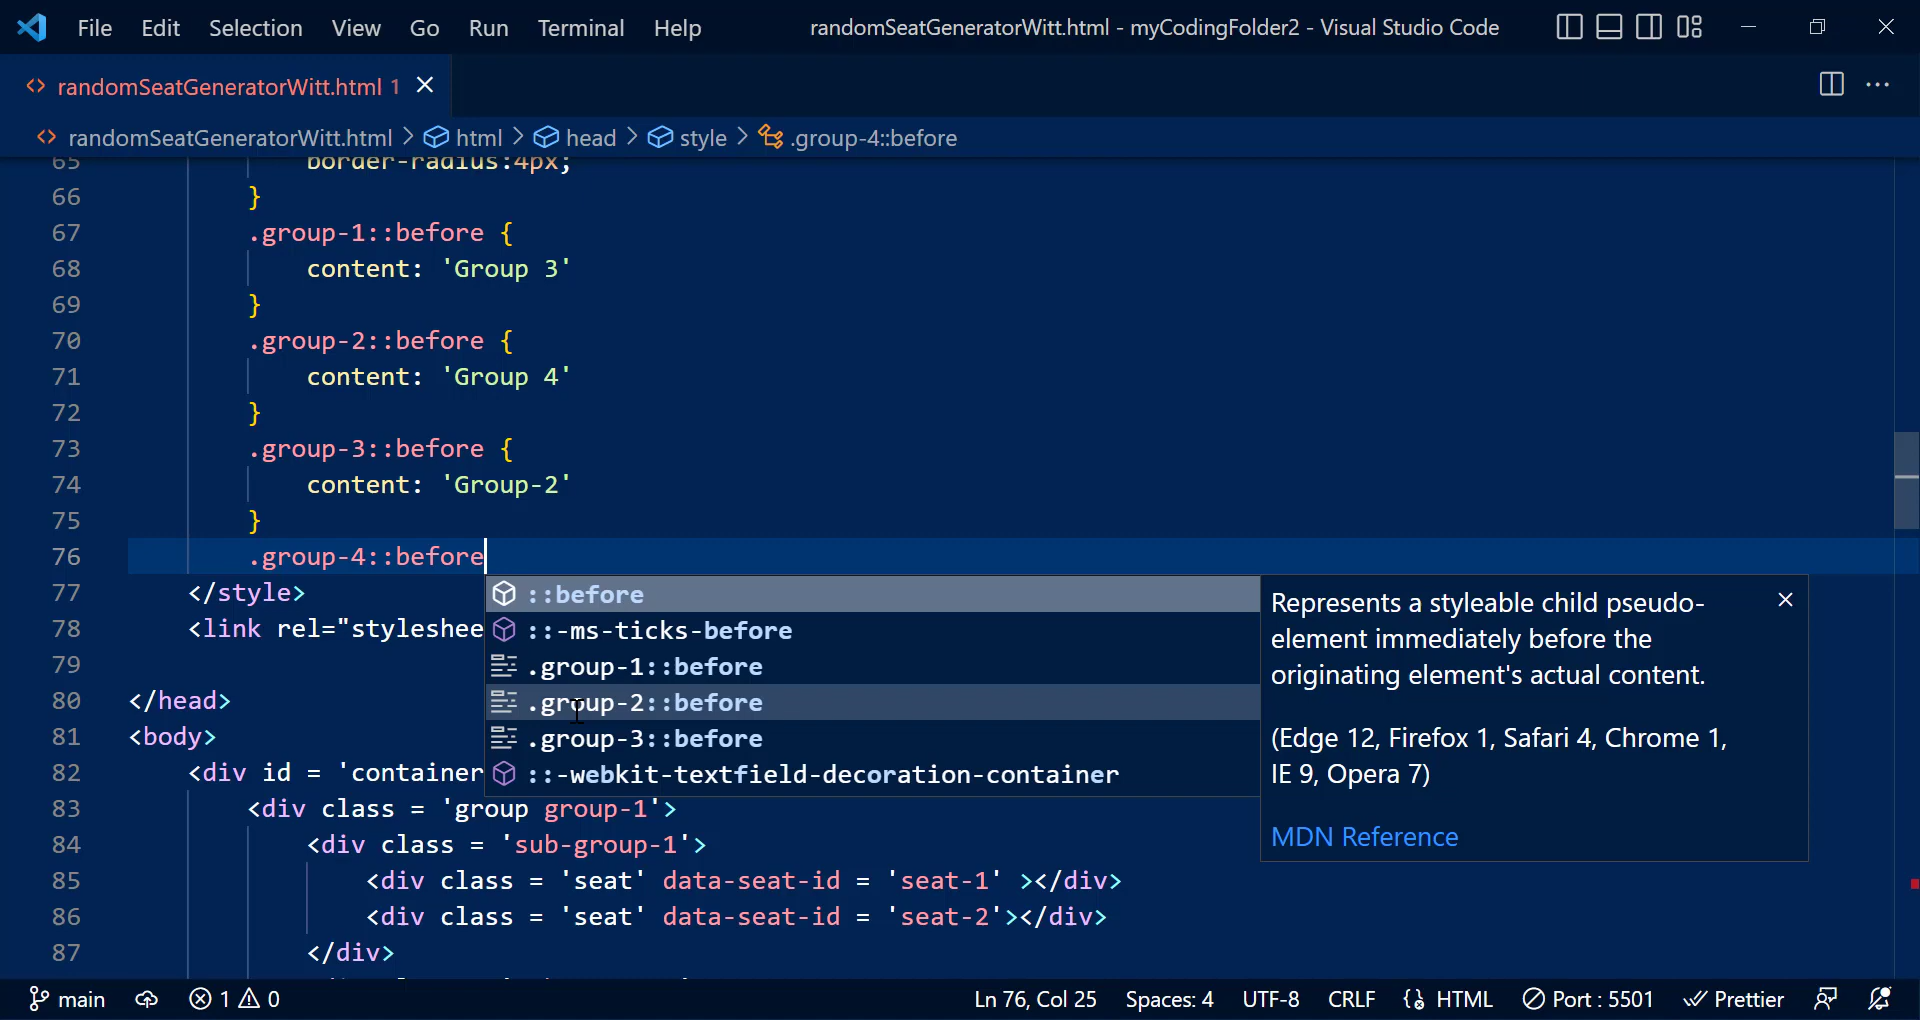 File Edit Selection View Go Run Terminal Help randomSeatGeneratorWitt.html - myCodingFolder2 - Visual Studio Code
randomSeatGeneratorWitt.html 1
randomSeatGeneratorWitt.html > html > head > style > .group-4::before
65 border-radius:4px;
66 }
67 .group-1::before {
68 content: 'Group 3'
69 }
70 .group-2::before {
71 content: 'Group 4'
72 }
73 .group-3::before {
74 content: 'Group-2'
75 }
76 .group-4::before
77 </style>
78 <link rel="styleshee
79
80 </head>
81 <body>
82 <div id = 'container
83 <div class = 'group group-1'>
84 <div class = 'sub-group-1'>
85 <div class = 'seat' data-seat-id = 'seat-1' ></div>
86 <div class = 'seat' data-seat-id = 'seat-2'></div>
87 </div>
::before
::-ms-ticks-before
.group-1::before
.group-2::before
.group-3::before
::-webkit-textfield-decoration-container
Represents a styleable child pseudo-
element immediately before the
originating element's actual content.
(Edge 12, Firefox 1, Safari 4, Chrome 1,
IE 9, Opera 7)
MDN Reference
main 1 0 Ln 76, Col 25 Spaces: 4 UTF-8 CRLF HTML Port : 5501 Prettier